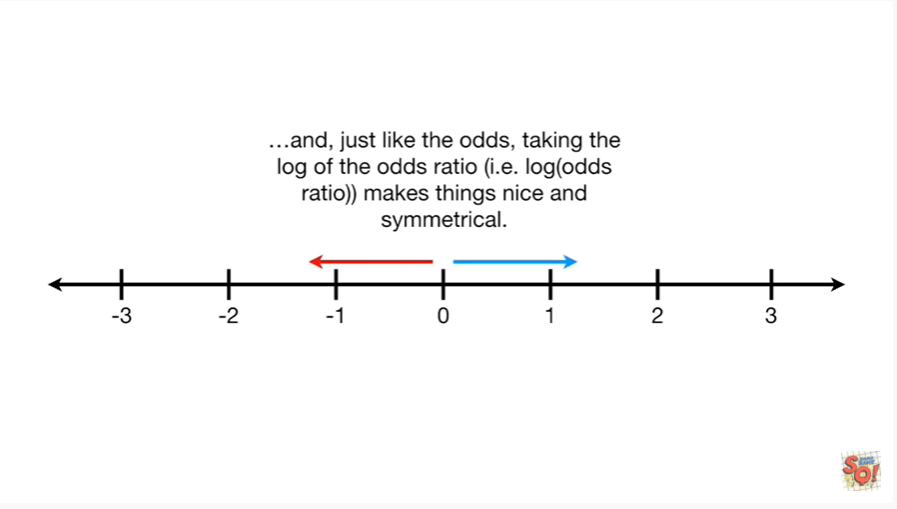 …and, just like the odds, taking the
log of the odds ratio (i.e. log(odds
ratio)) makes things nice and
symmetrical.
-3 -2 -1 0 1 2 3
SQ!